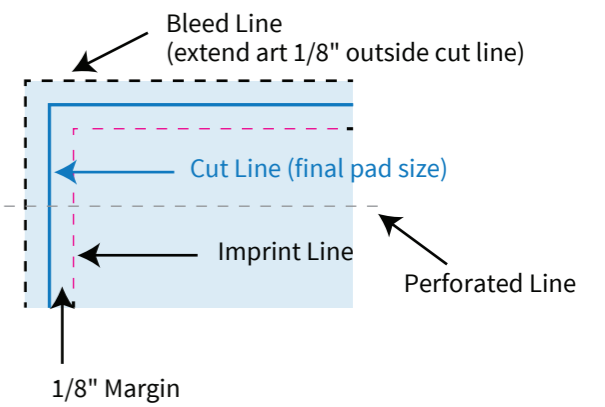 Bleed Line
(extend art 1/8" outside cut line)
Cut Line (final pad size)
Imprint Line
Perforated Line
1/8" Margin